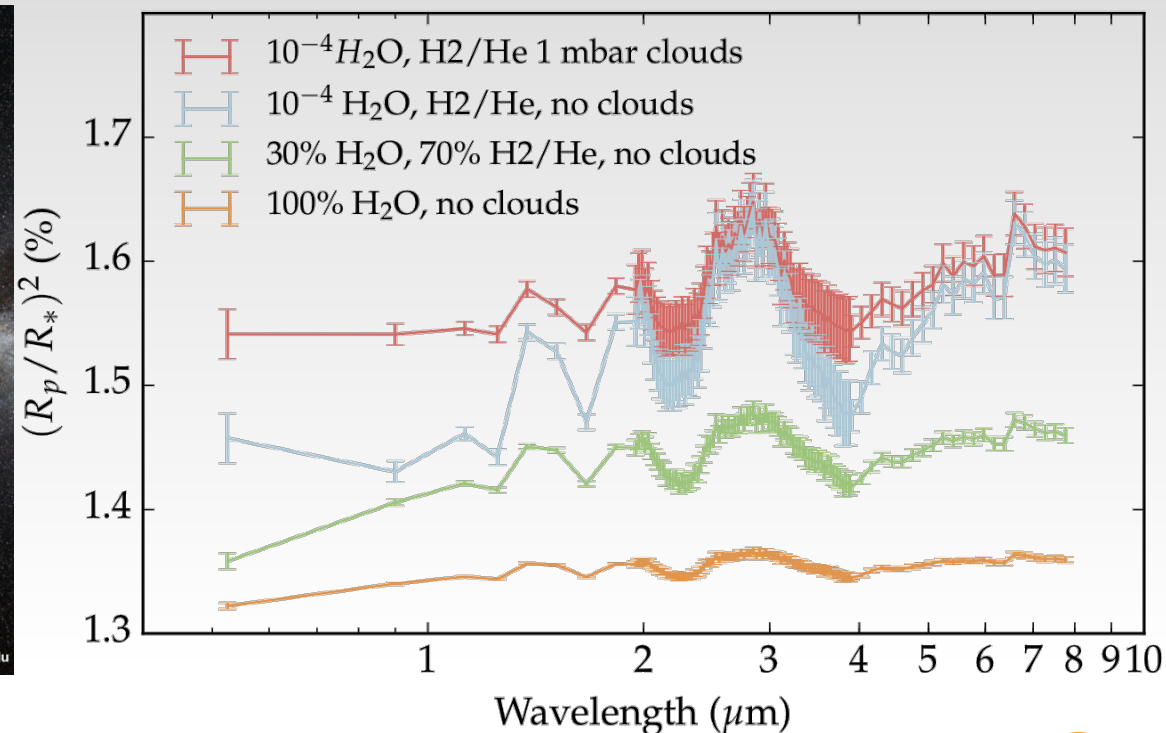 10⁻⁴H₂O, H2/He 1 mbar clouds
10⁻⁴ H₂O, H2/He, no clouds
30% H₂O, 70% H2/He, no clouds
100% H₂O, no clouds
(Rₚ/R*)² (%)
1.7
1.6
1.5
1.4
1.3
1 2 3 4 5 6 7 8 9 10
Wavelength (μm)